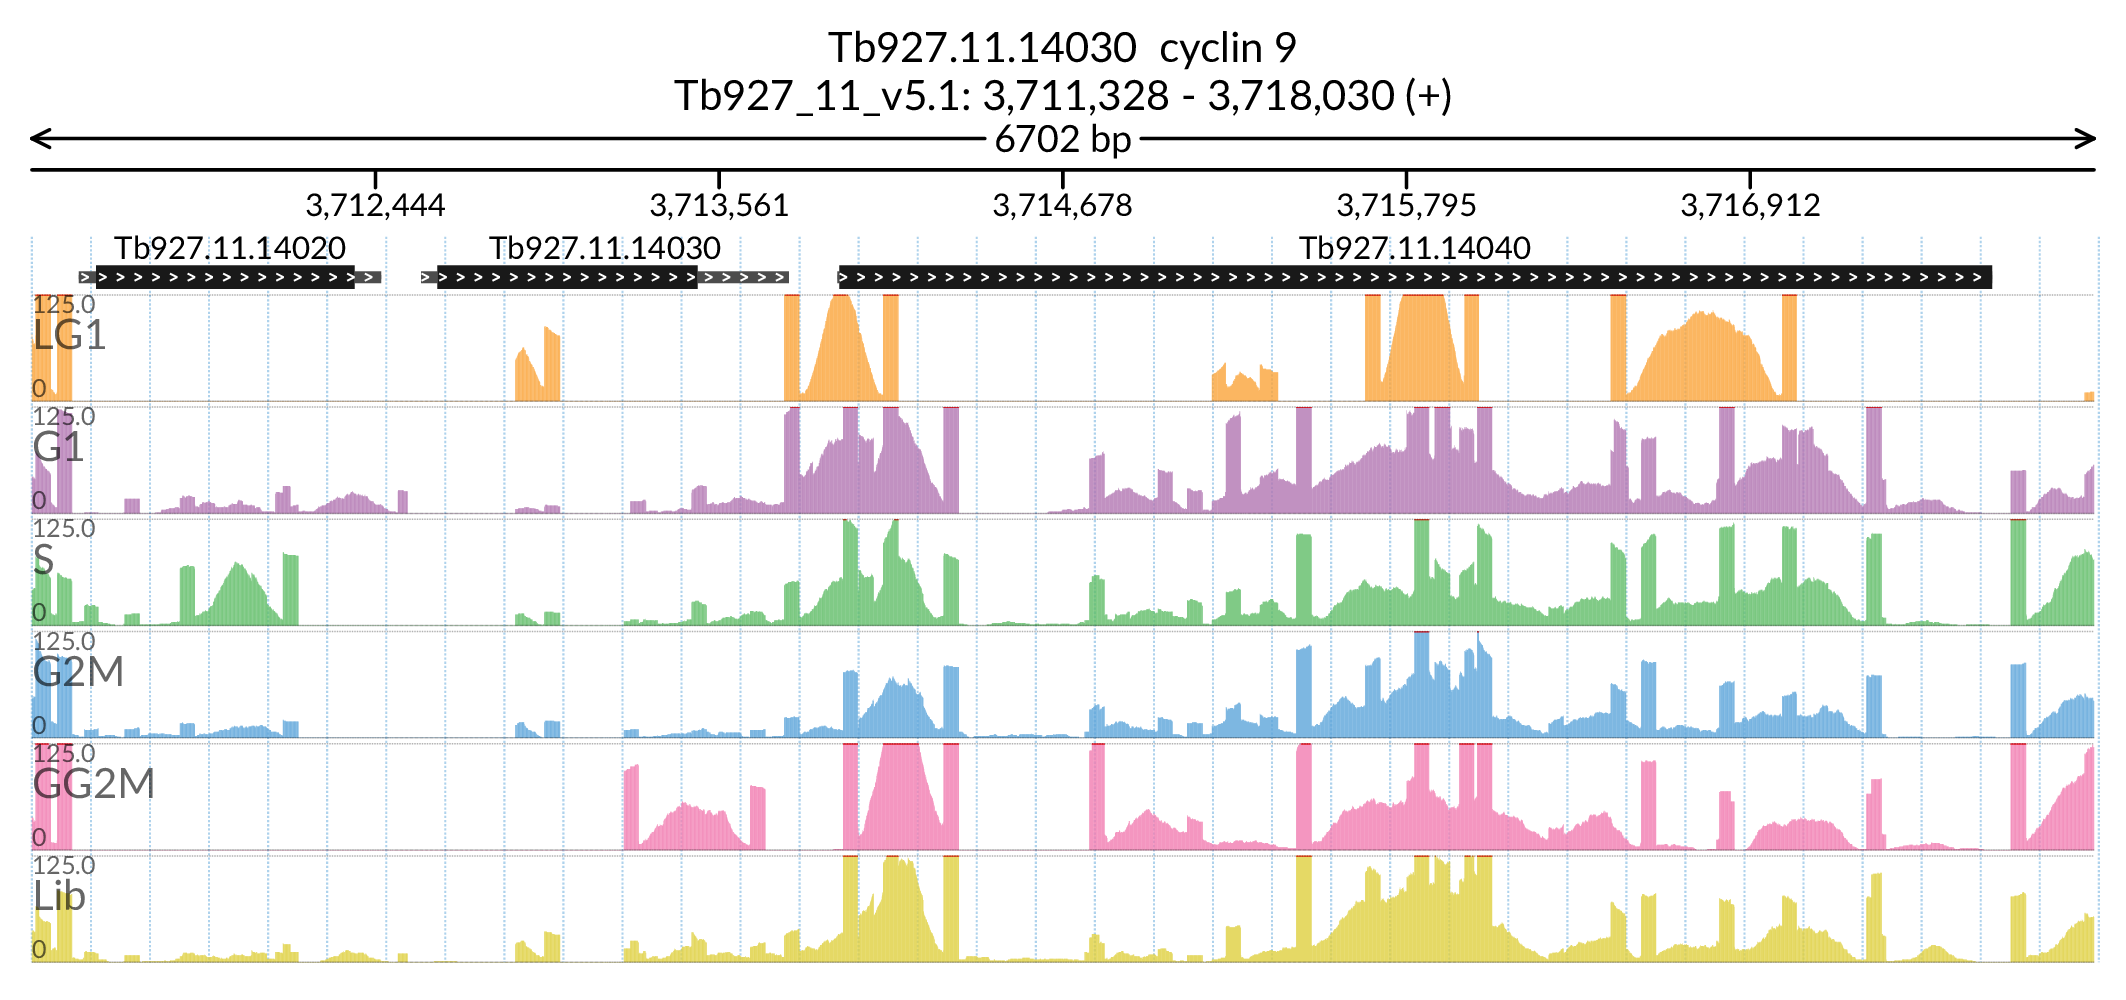 Tb927.11.14030 cyclin 9
Tb927_11_v5.1: 3,711,328 - 3,718,030 (+)
6702 bp
3,712,444 3,713,561 3,714,678 3,715,795 3,716,912
Tb927.11.14020 Tb927.11.14030 Tb927.11.14040
125.0
LG1
0
125.0
G1
0
125.0
S
0
125.0
G2M
0
125.0
GG2M
0
125.0
Lib
0